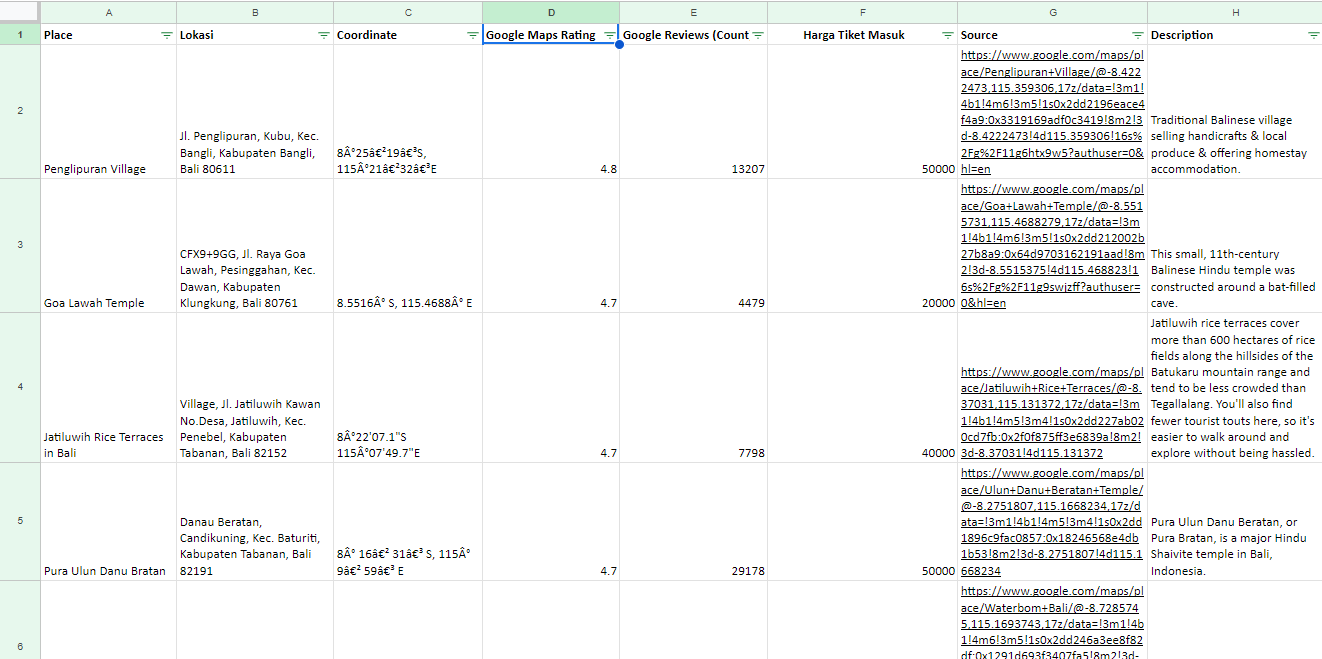 A B C D E F G H
1 Place Lokasi Coordinate Google Maps Rating Google Reviews (Count Harga Tiket Masuk Source Description
2
Penglipuran Village
Jl. Penglipuran, Kubu, Kec.
Bangli, Kabupaten Bangli,
Bali 80611
8Â°25â€²19â€³S,
115Â°21â€²32â€³E
4.8
13207
50000
https://www.google.com/maps/pl
ace/Penglipuran+Village/@-8.422
2473,115.359306,17z/data=!3m1!
4b1!4m6!3m5!1s0x2dd2196eace4
f4a9:0x3319169adf0c3419!8m2!3
d-8.4222473!4d115.359306!16s%
2Fg%2F11g6htx9w5?authuser=0&
hl=en
Traditional Balinese village
selling handicrafts & local
produce & offering homestay
accommodation.
3
Goa Lawah Temple
CFX9+9GG, Jl. Raya Goa
Lawah, Pesinggahan, Kec.
Dawan, Kabupaten
Klungkung, Bali 80761
8.5516Â° S, 115.4688Â° E
4.7
4479
20000
https://www.google.com/maps/pl
ace/Goa+Lawah+Temple/@-8.551
5731,115.4688279,17z/data=!3m
1!4b1!4m6!3m5!1s0x2dd212002b
27b8a9:0x64d9703162191aad!8m
2!3d-8.5515375!4d115.468823!1
6s%2Fg%2F11g9swjzff?authuser=
0&hl=en
This small, 11th-century
Balinese Hindu temple was
constructed around a bat-filled
cave.
4
Jatiluwih Rice Terraces
in Bali
Village, Jl. Jatiluwih Kawan
No.Desa, Jatiluwih, Kec.
Penebel, Kabupaten
Tabanan, Bali 82152
8Â°22'07.1"S
115Â°07'49.7"E
4.7
7798
40000
https://www.google.com/maps/pl
ace/Jatiluwih+Rice+Terraces/@-8.
37031,115.131372,17z/data=!3m
1!4b1!4m5!3m4!1s0x2dd227ab02
0cd7fb:0x2f0f875ff3e6839a!8m2!
3d-8.37031!4d115.131372
Jatiluwih rice terraces cover
more than 600 hectares of rice
fields along the hillsides of the
Batukaru mountain range and
tend to be less crowded than
Tegallalang. You'll also find
fewer tourist touts here, so it's
easier to walk around and
explore without being hassled.
5
Pura Ulun Danu Bratan
Danau Beratan,
Candikuning, Kec. Baturiti,
Kabupaten Tabanan, Bali
82191
8Â° 16â€² 31â€³ S, 115Â°
9â€² 59â€³ E
4.7
29178
50000
https://www.google.com/maps/pl
ace/Ulun+Danu+Beratan+Temple/
@-8.2751807,115.1668234,17z/d
ata=!3m1!4b1!4m5!3m4!1s0x2dd
1896c9fac0857:0x18246568e4db
1b53!8m2!3d-8.2751807!4d115.1
668234
Pura Ulun Danu Beratan, or
Pura Bratan, is a major Hindu
Shaivite temple in Bali,
Indonesia.
6
https://www.google.com/maps/pl
ace/Waterbom+Bali/@-8.728574
5,115.1693743,17z/data=!3m1!4b
1!4m6!3m5!1s0x2dd246a3ee8f82
df:0x1291d693f3407fa5!8m2!3d-